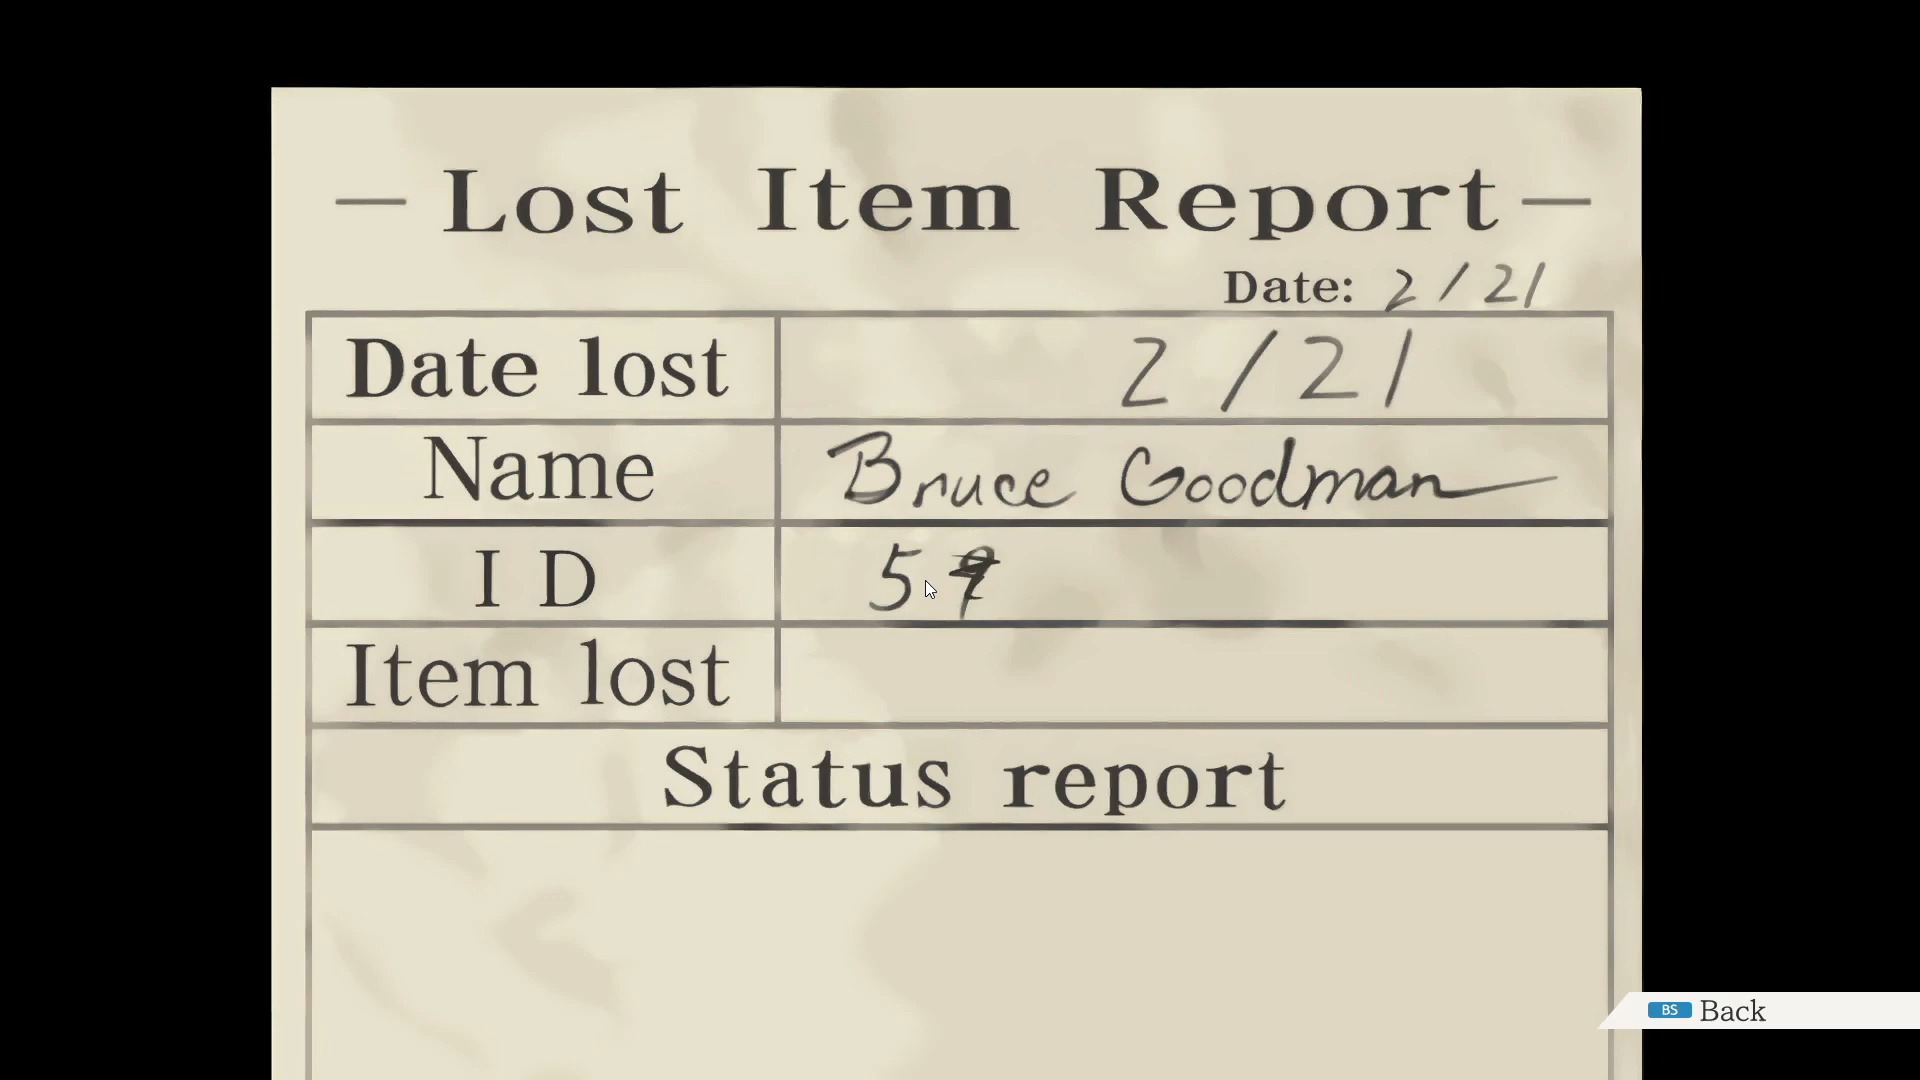 — Lost Item Report —
Date: 2/21
Date lost 2/21
Name Bruce Goodman
ID 5
Item lost
Status report
BS Back